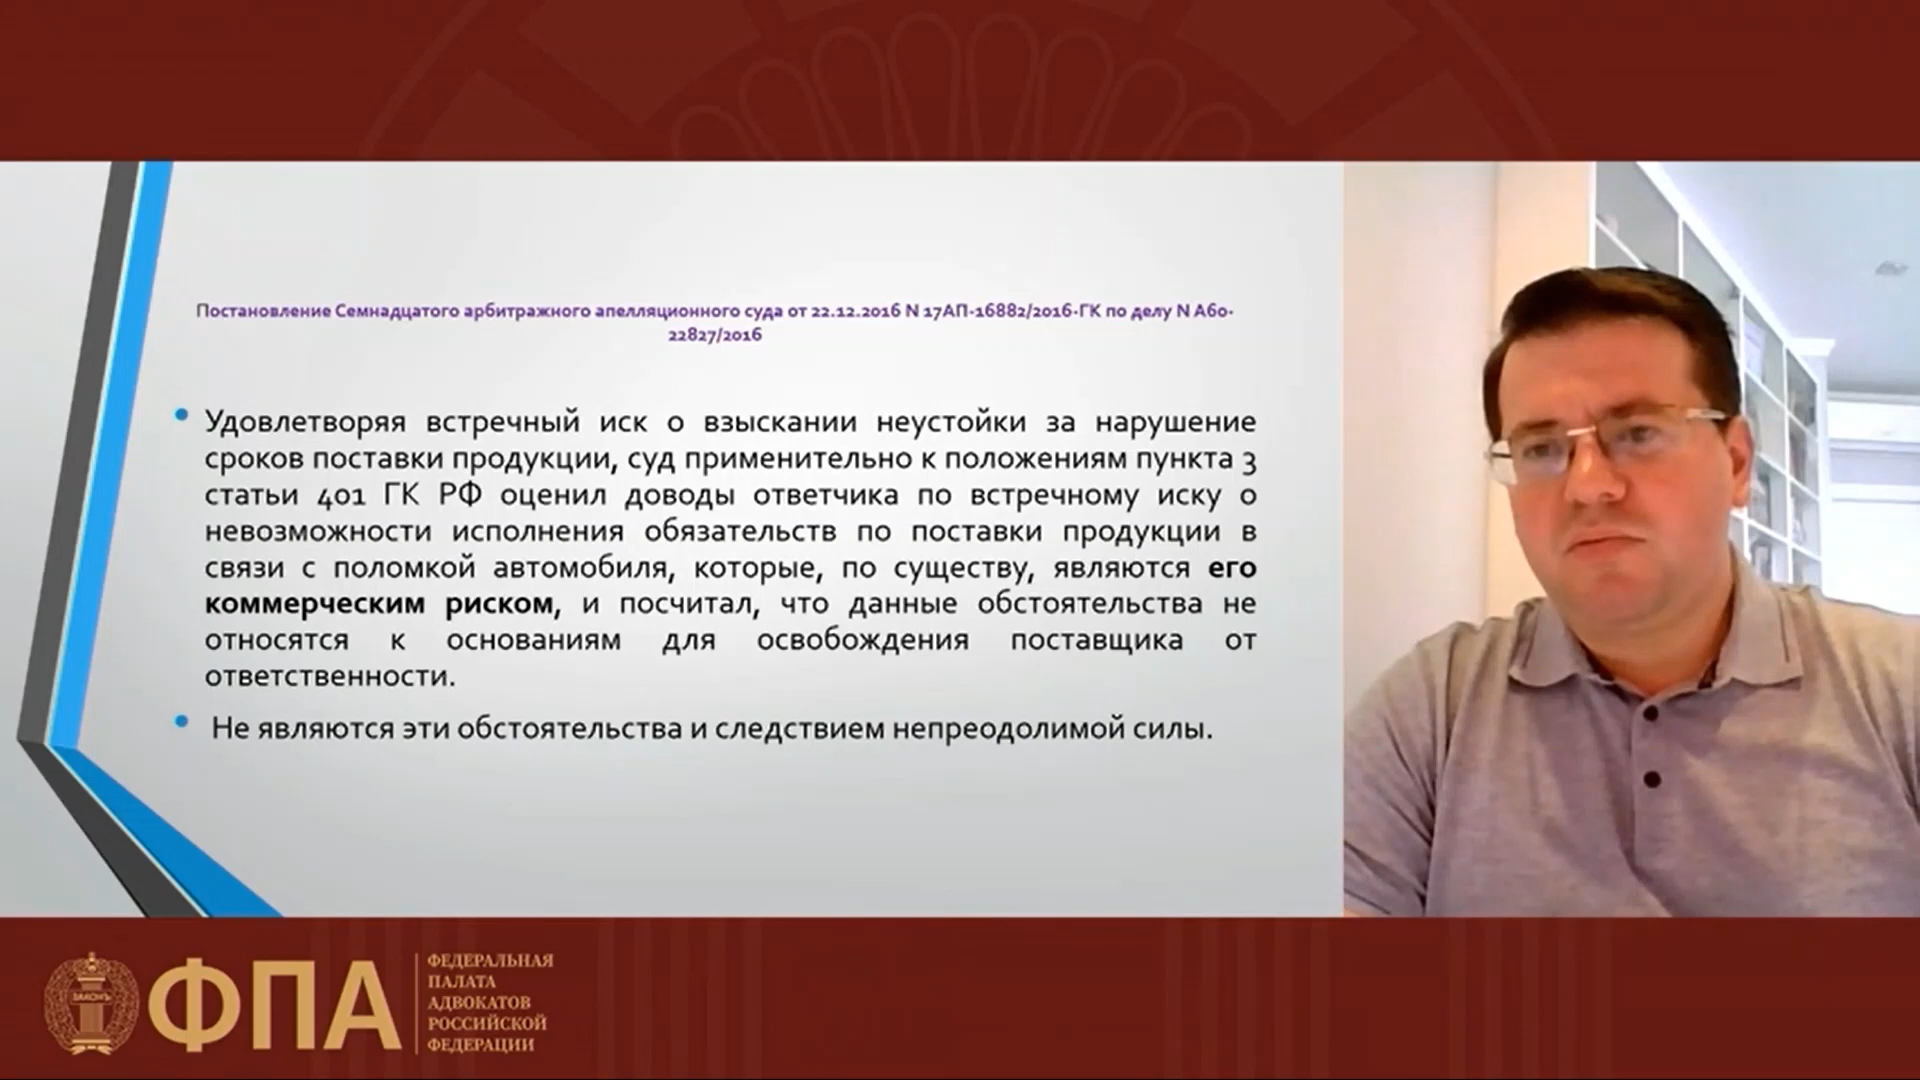 Постановление Семнадцатого арбитражного апелляционного суда от 22.12.2016 N 17АП-16882/2016-ГК по делу N А60-
22827/2016
• Удовлетворяя встречный иск о взыскании неустойки за нарушение
сроков поставки продукции, суд применительно к положениям пункта 3
статьи 401 ГК РФ оценил доводы ответчика по встречному иску о
невозможности исполнения обязательств по поставки продукции в
связи с поломкой автомобиля, которые, по существу, являются его
коммерческим риском, и посчитал, что данные обстоятельства не
относятся к основаниям для освобождения поставщика от
ответственности.
• Не являются эти обстоятельства и следствием непреодолимой силы.
ЗАКОНЪ
ФПА
ФЕДЕРАЛЬНАЯ
ПАЛАТА
АДВОКАТОВ
РОССИЙСКОЙ
ФЕДЕРАЦИИ